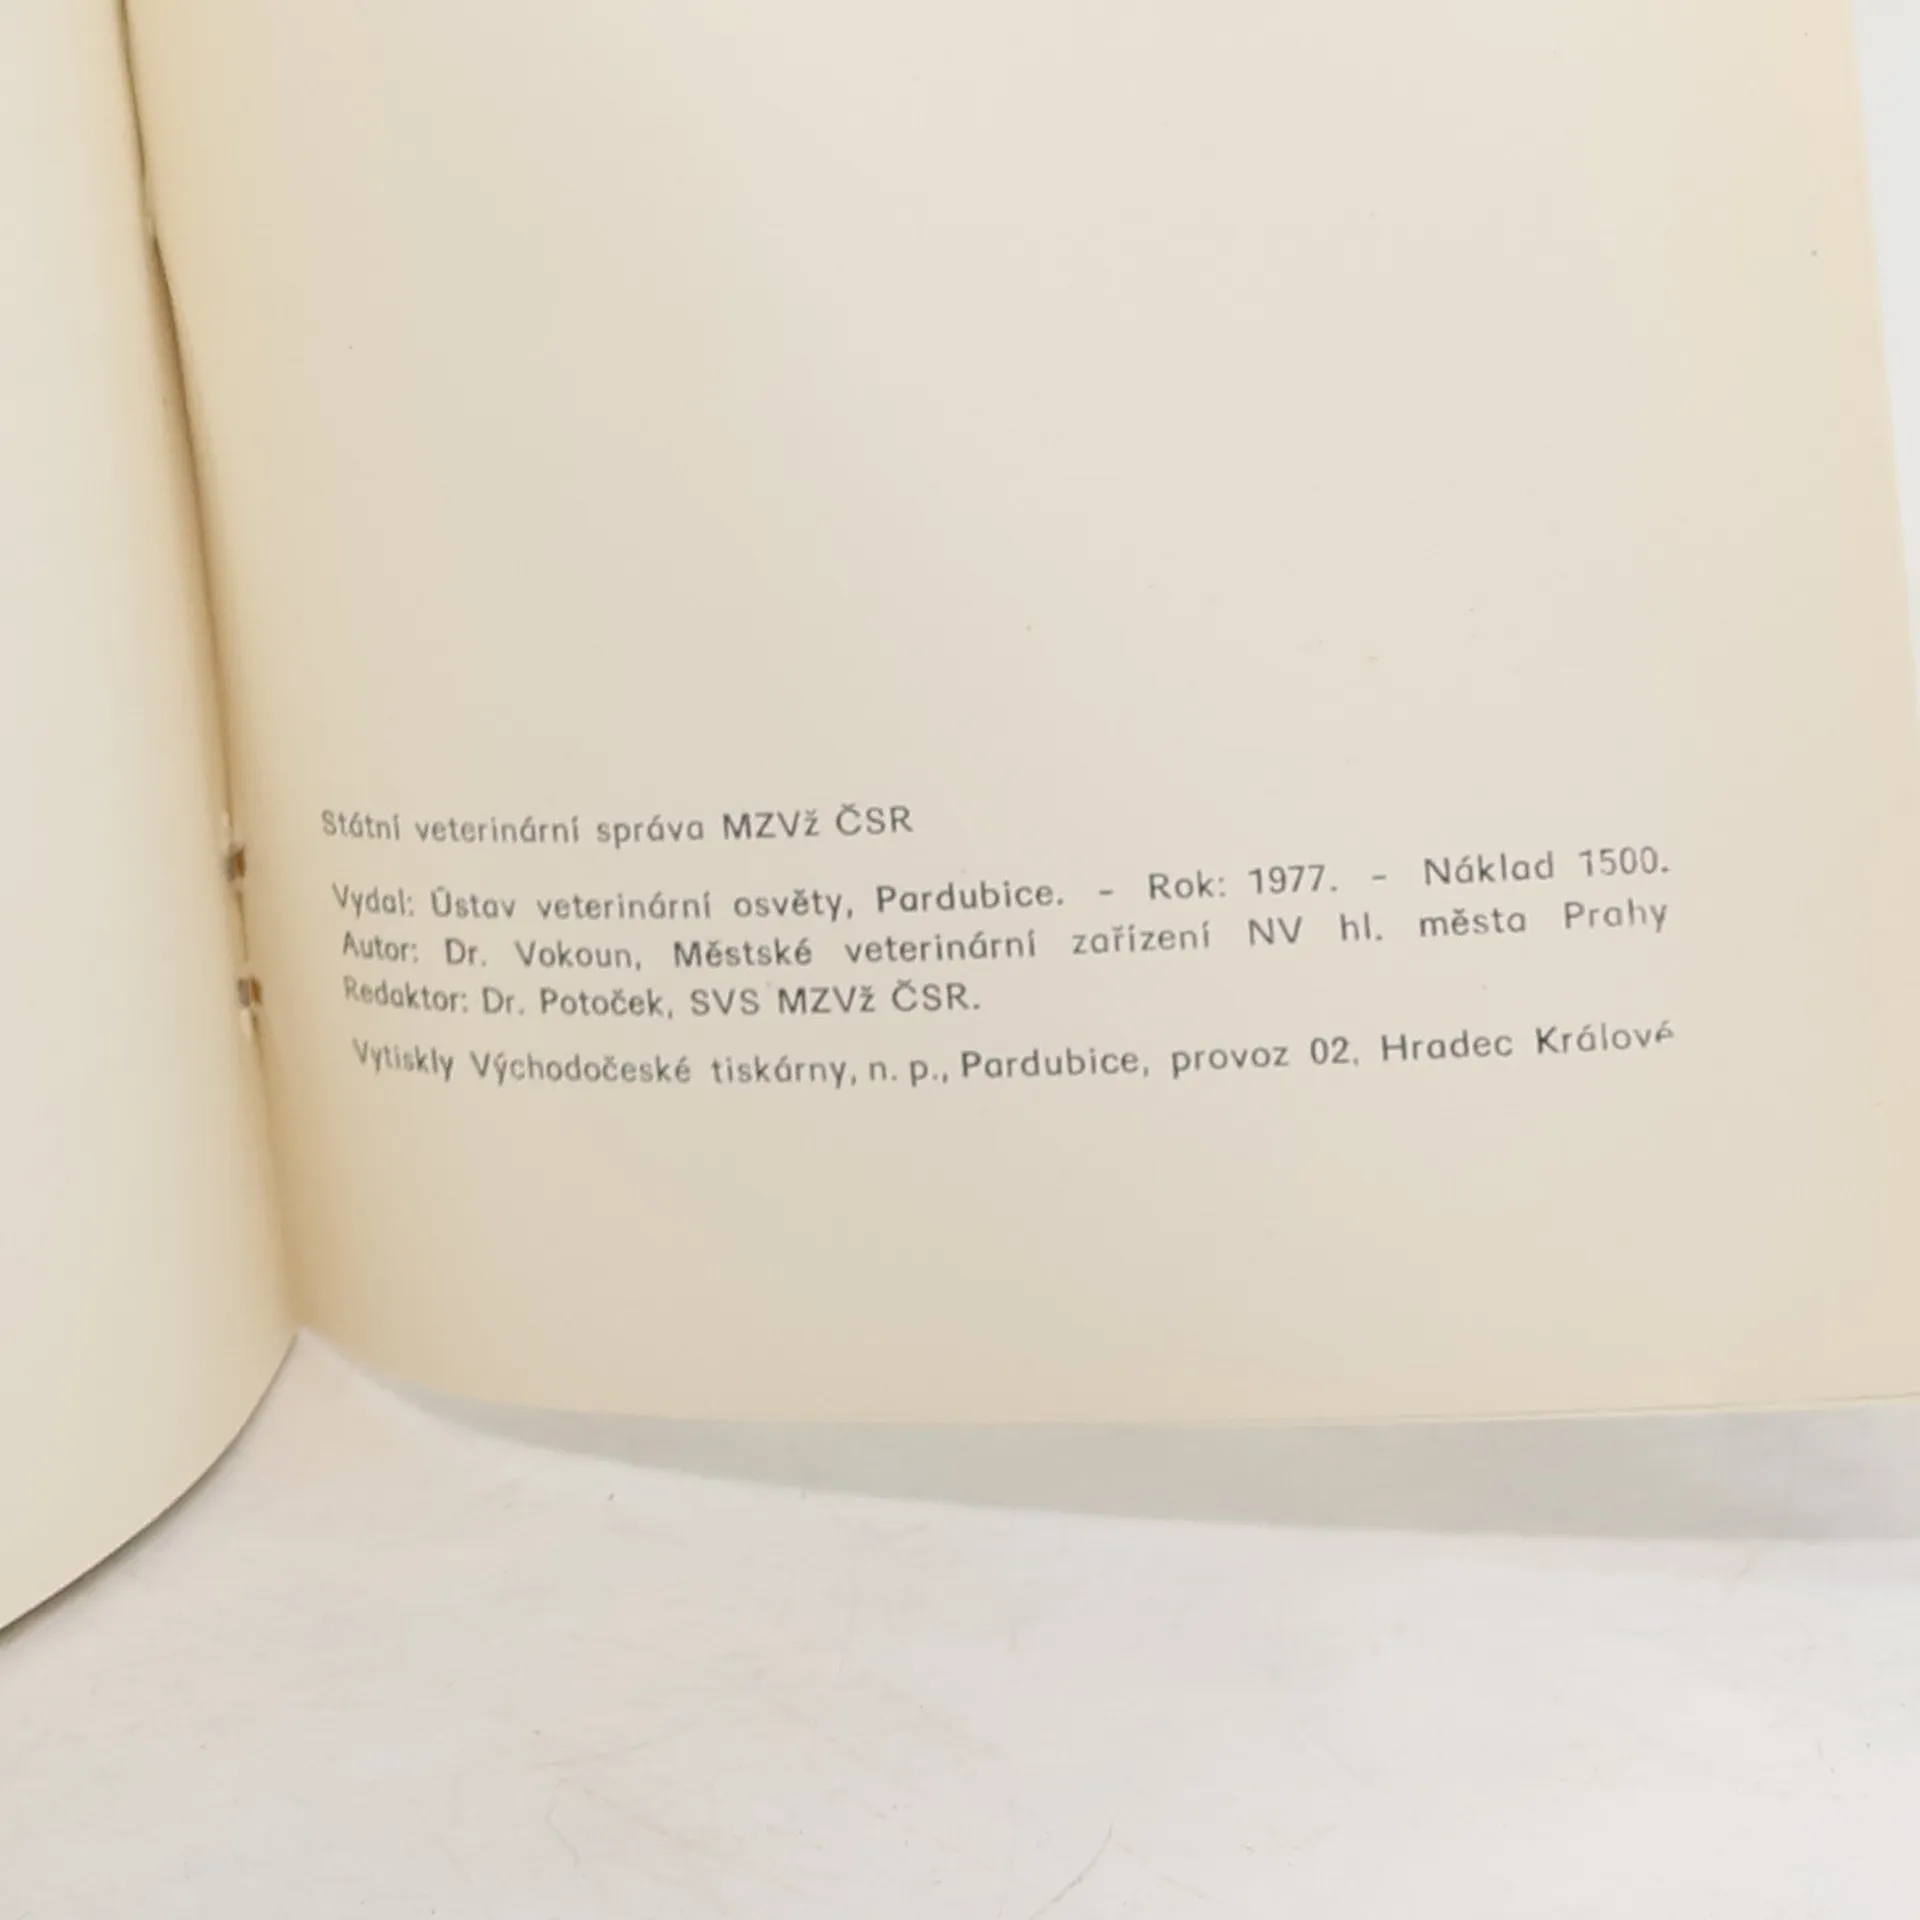 Státní veterinární správa MZVž ČSR
Vydal: Ústav veterinární osvěty, Pardubice. - Rok: 1977. - Náklad 1500.
Autor: Dr. Vokoun, Městské veterinární zařízení NV hl. města Prahy
Redaktor: Dr. Potoček, SVS MZVž ČSR.
Vytiskly Východočeské tiskárny, n. p., Pardubice, provoz 02, Hradec Králové